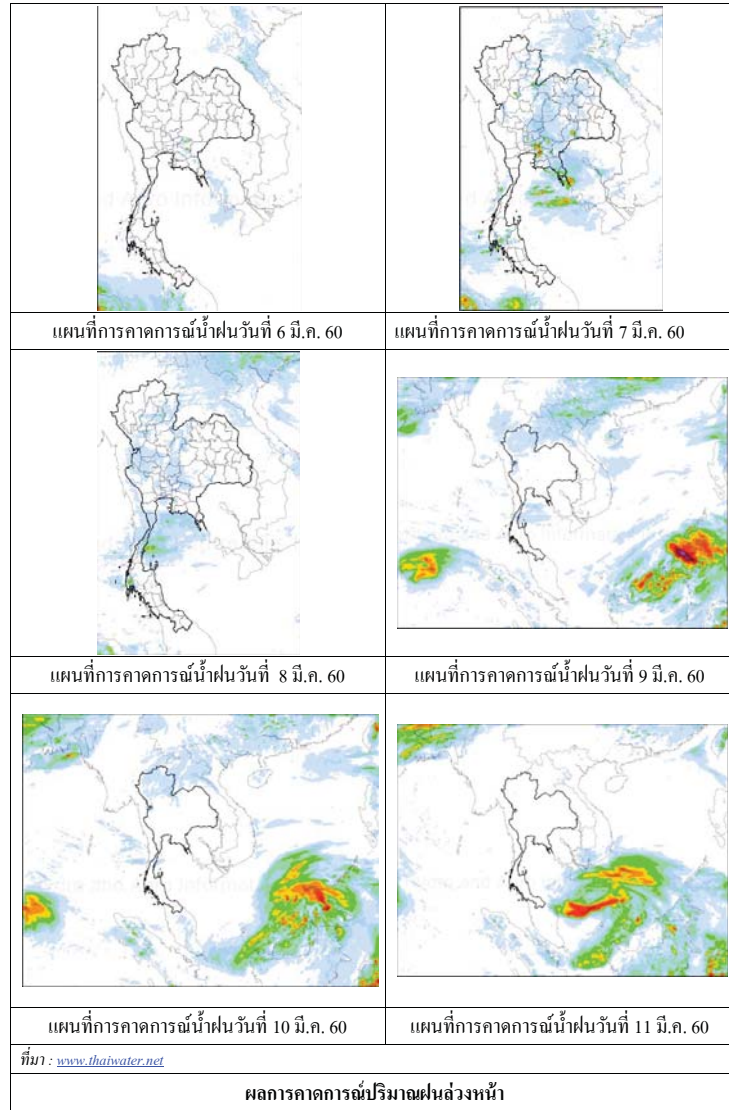 แผนที่การคาดการณ์น้ำฝนวันที่ 6 มี.ค. 60
แผนที่การคาดการณ์น้ำฝนวันที่ 7 มี.ค. 60
แผนที่การคาดการณ์น้ำฝนวันที่ 8 มี.ค. 60
แผนที่การคาดการณ์น้ำฝนวันที่ 9 มี.ค. 60
แผนที่การคาดการณ์น้ำฝนวันที่ 10 มี.ค. 60
แผนที่การคาดการณ์น้ำฝนวันที่ 11 มี.ค. 60
ที่มา : www.thaiwater.net
ผลการคาดการณ์ปริมาณฝนล่วงหน้า